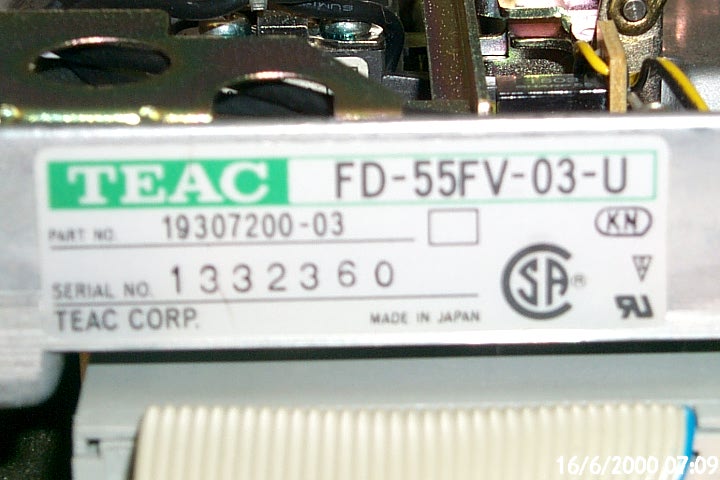 TEAC FD-55FV-03-U
PART NO. 19307200-03
KN
SERIAL NO. 1332360
CSA ®
TEAC CORP. MADE IN JAPAN
16/6/2000 07:09